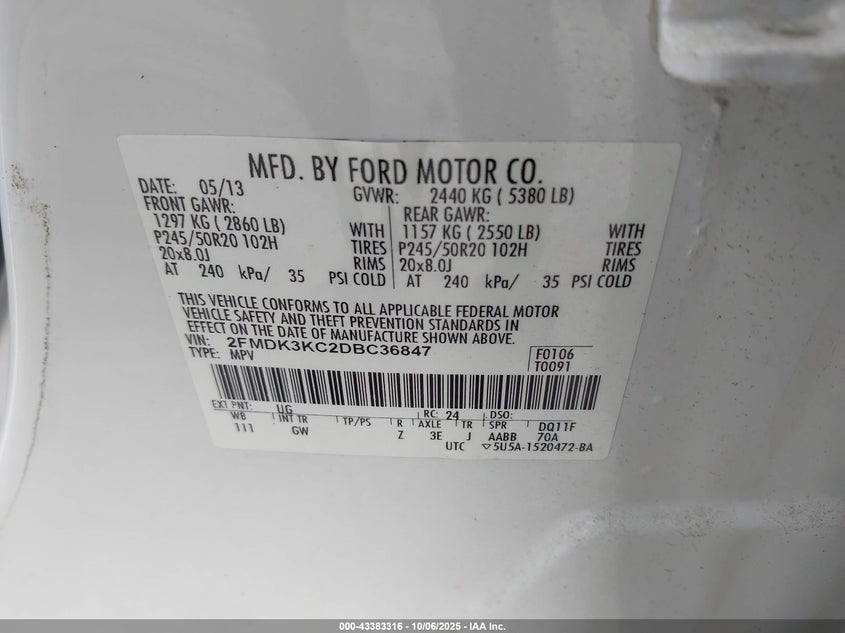 MFD. BY FORD MOTOR CO.
DATE: 05/13 GVWR: 2440 KG ( 5380 LB)
FRONT GAWR: REAR GAWR:
1297 KG ( 2860 LB) WITH 1157 KG ( 2550 LB) WITH
P245/50R20 102H TIRES P245/50R20 102H TIRES
20x8.0J RIMS 20x8.0J RIMS
AT 240 kPa/ 35 PSI COLD AT 240 kPa/ 35 PSI COLD
THIS VEHICLE CONFORMS TO ALL APPLICABLE FEDERAL MOTOR
VEHICLE SAFETY AND THEFT PREVENTION STANDARDS IN
EFFECT ON THE DATE OF MANUFACTURE SHOWN ABOVE.
VIN: 2FMDK3KC2DBC36847
TYPE: MPV
F0106
T0091
EXT PNT: UG RC: 24 DSO:
WB INT TR TP/PS R AXLE TR SPR DQ11F
111 GW Z 3E J AABB 70A
UTC ▽5U5A-1520472-BA
000-43383316 - 10/06/2025 - IAA Inc.